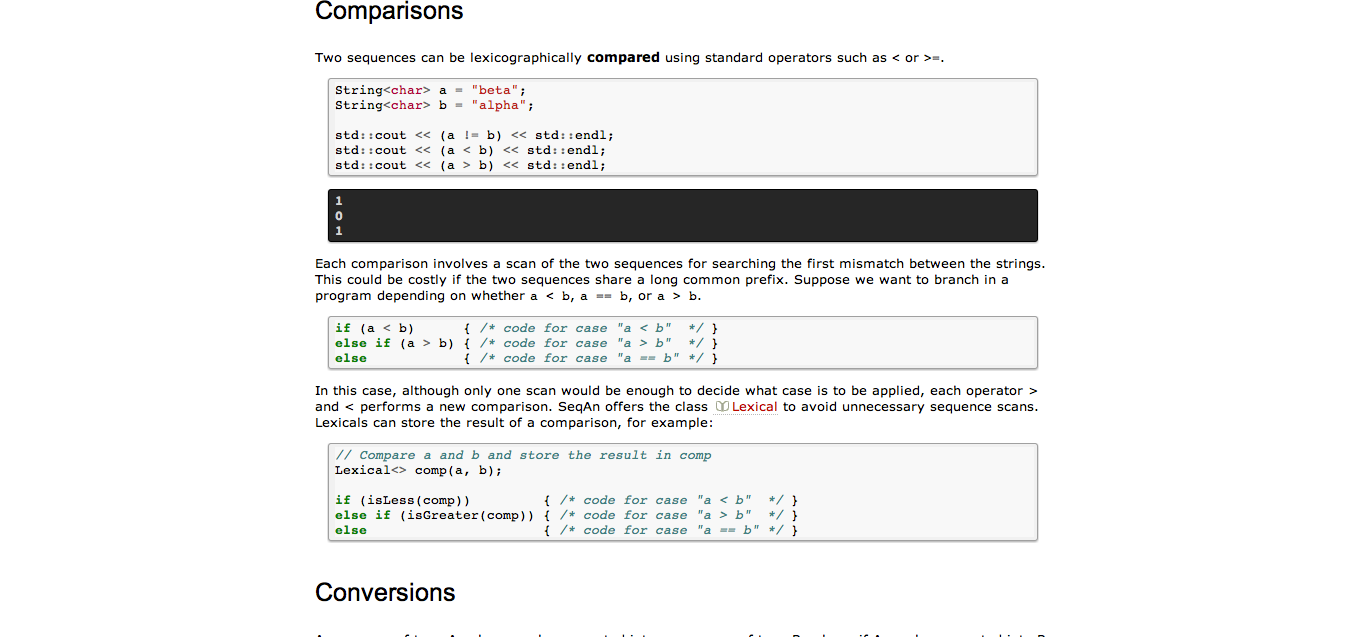 Comparisons
Two sequences can be lexicographically compared using standard operators such as < or >=.
String<char> a = "beta";
String<char> b = "alpha";
std::cout << (a != b) << std::endl;
std::cout << (a < b) << std::endl;
std::cout << (a > b) << std::endl;
1
0
1
Each comparison involves a scan of the two sequences for searching the first mismatch between the strings.
This could be costly if the two sequences share a long common prefix. Suppose we want to branch in a
program depending on whether a < b, a == b, or a > b.
if (a < b)      { /* code for case "a < b"  */ }
else if (a > b) { /* code for case "a > b"  */ }
else            { /* code for case "a == b" */ }
In this case, although only one scan would be enough to decide what case is to be applied, each operator >
and < performs a new comparison. SeqAn offers the class Lexical to avoid unnecessary sequence scans.
Lexicals can store the result of a comparison, for example:
// Compare a and b and store the result in comp
Lexical<> comp(a, b);
if (isLess(comp))         { /* code for case "a < b"  */ }
else if (isGreater(comp)) { /* code for case "a > b"  */ }
else                      { /* code for case "a == b" */ }
Conversions